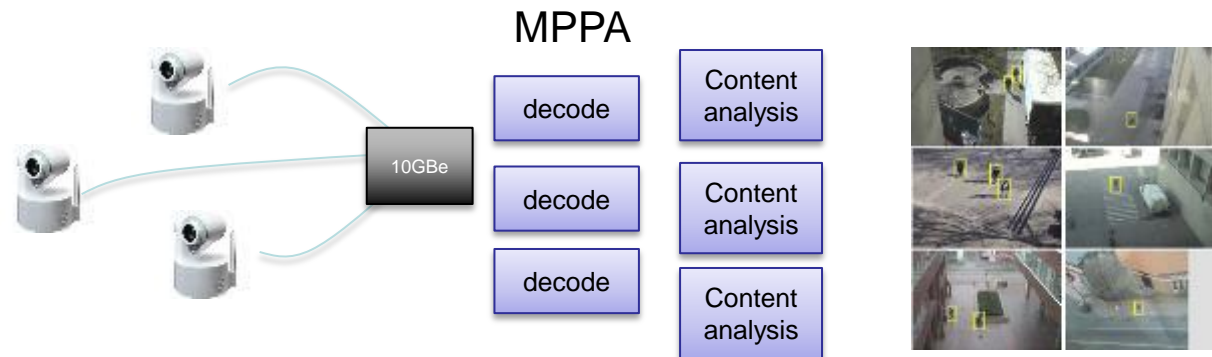 MPPA
10GBe
decode
decode
decode
Content
analysis
Content
analysis
Content
analysis